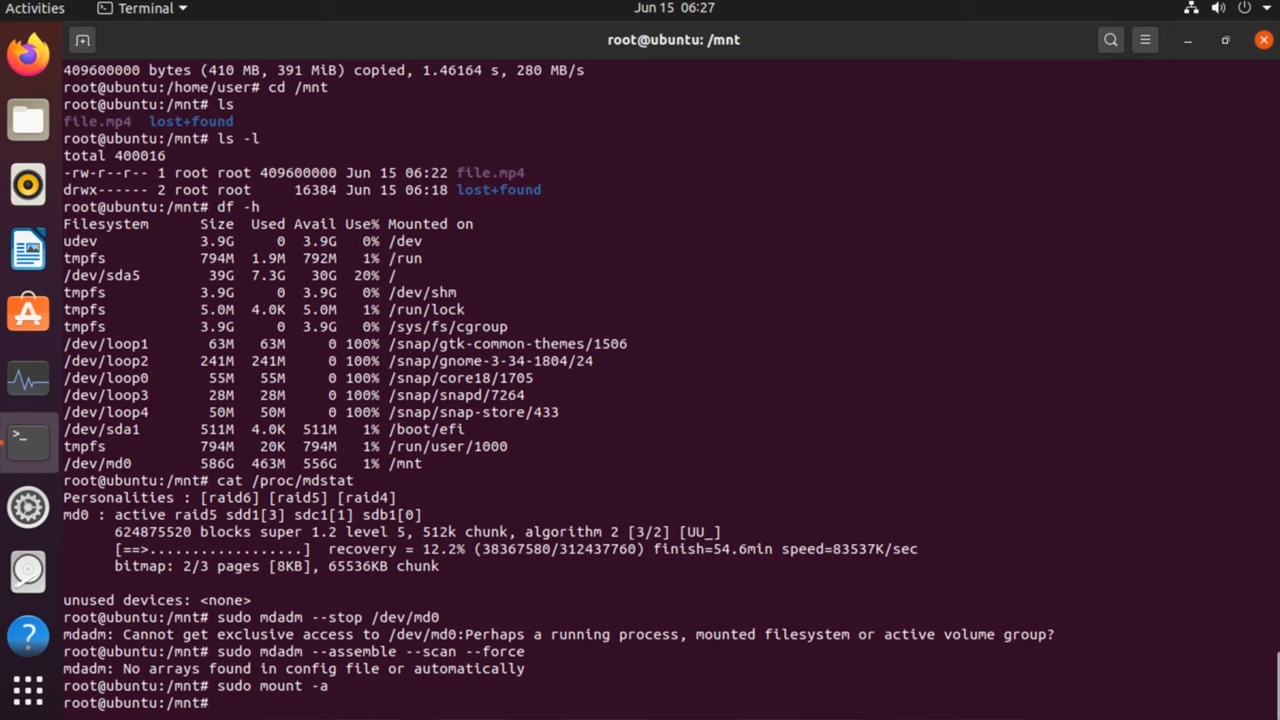 Activities Terminal Jun 15 06:27
root@ubuntu: /mnt
409600000 bytes (410 MB, 391 MiB) copied, 1.46164 s, 280 MB/s
root@ubuntu:/home/user# cd /mnt
root@ubuntu:/mnt# ls
file.mp4  lost+found
root@ubuntu:/mnt# ls -l
total 400016
-rw-r--r-- 1 root root 409600000 Jun 15 06:22 file.mp4
drwx------ 2 root root     16384 Jun 15 06:18 lost+found
root@ubuntu:/mnt# df -h
Filesystem      Size  Used Avail Use% Mounted on
udev            3.9G     0  3.9G   0% /dev
tmpfs           794M  1.9M  792M   1% /run
/dev/sda5        39G  7.3G   30G  20% /
tmpfs           3.9G     0  3.9G   0% /dev/shm
tmpfs           5.0M  4.0K  5.0M   1% /run/lock
tmpfs           3.9G     0  3.9G   0% /sys/fs/cgroup
/dev/loop1       63M   63M     0 100% /snap/gtk-common-themes/1506
/dev/loop2      241M  241M     0 100% /snap/gnome-3-34-1804/24
/dev/loop0       55M   55M     0 100% /snap/core18/1705
/dev/loop3       28M   28M     0 100% /snap/snapd/7264
/dev/loop4       50M   50M     0 100% /snap/snap-store/433
/dev/sda1       511M  4.0K  511M   1% /boot/efi
tmpfs           794M   20K  794M   1% /run/user/1000
/dev/md0        586G  463M  556G   1% /mnt
root@ubuntu:/mnt# cat /proc/mdstat
Personalities : [raid6] [raid5] [raid4]
md0 : active raid5 sdd1[3] sdc1[1] sdb1[0]
      624875520 blocks super 1.2 level 5, 512k chunk, algorithm 2 [3/2] [UU_]
      [==>..................]  recovery = 12.2% (38367580/312437760) finish=54.6min speed=83537K/sec
      bitmap: 2/3 pages [8KB], 65536KB chunk
unused devices: <none>
root@ubuntu:/mnt# sudo mdadm --stop /dev/md0
mdadm: Cannot get exclusive access to /dev/md0:Perhaps a running process, mounted filesystem or active volume group?
root@ubuntu:/mnt# sudo mdadm --assemble --scan --force
mdadm: No arrays found in config file or automatically
root@ubuntu:/mnt# sudo mount -a
root@ubuntu:/mnt#